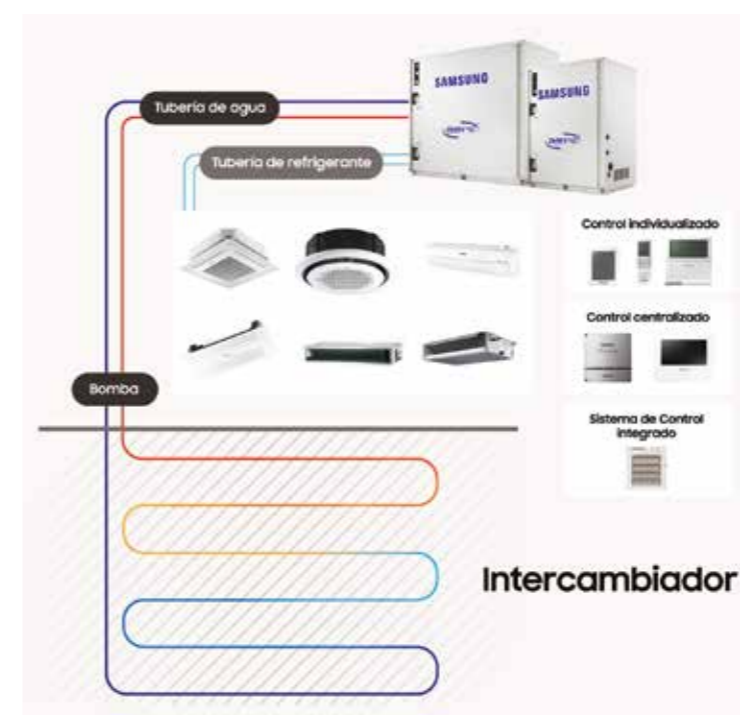 SAMSUNG
SAMSUNG
Tubería de agua
Tubería de refrigerante
Control individualizado
Control centralizado
Bomba
Sistema de Control
integrado
Intercambiador